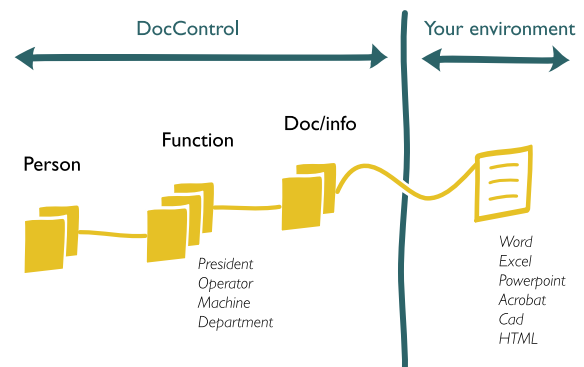 DocControl
Your environment
Person
Function
Doc/info
President
Operator
Machine
Department
Word
Excel
Powerpoint
Acrobat
Cad
HTML